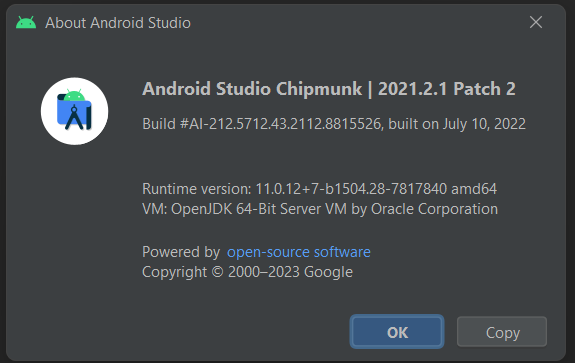 About Android Studio
Android Studio Chipmunk | 2021.2.1 Patch 2
Build #AI-212.5712.43.2112.8815526, built on July 10, 2022
Runtime version: 11.0.12+7-b1504.28-7817840 amd64
VM: OpenJDK 64-Bit Server VM by Oracle Corporation
Powered by open-source software
Copyright © 2000–2023 Google
OK Copy